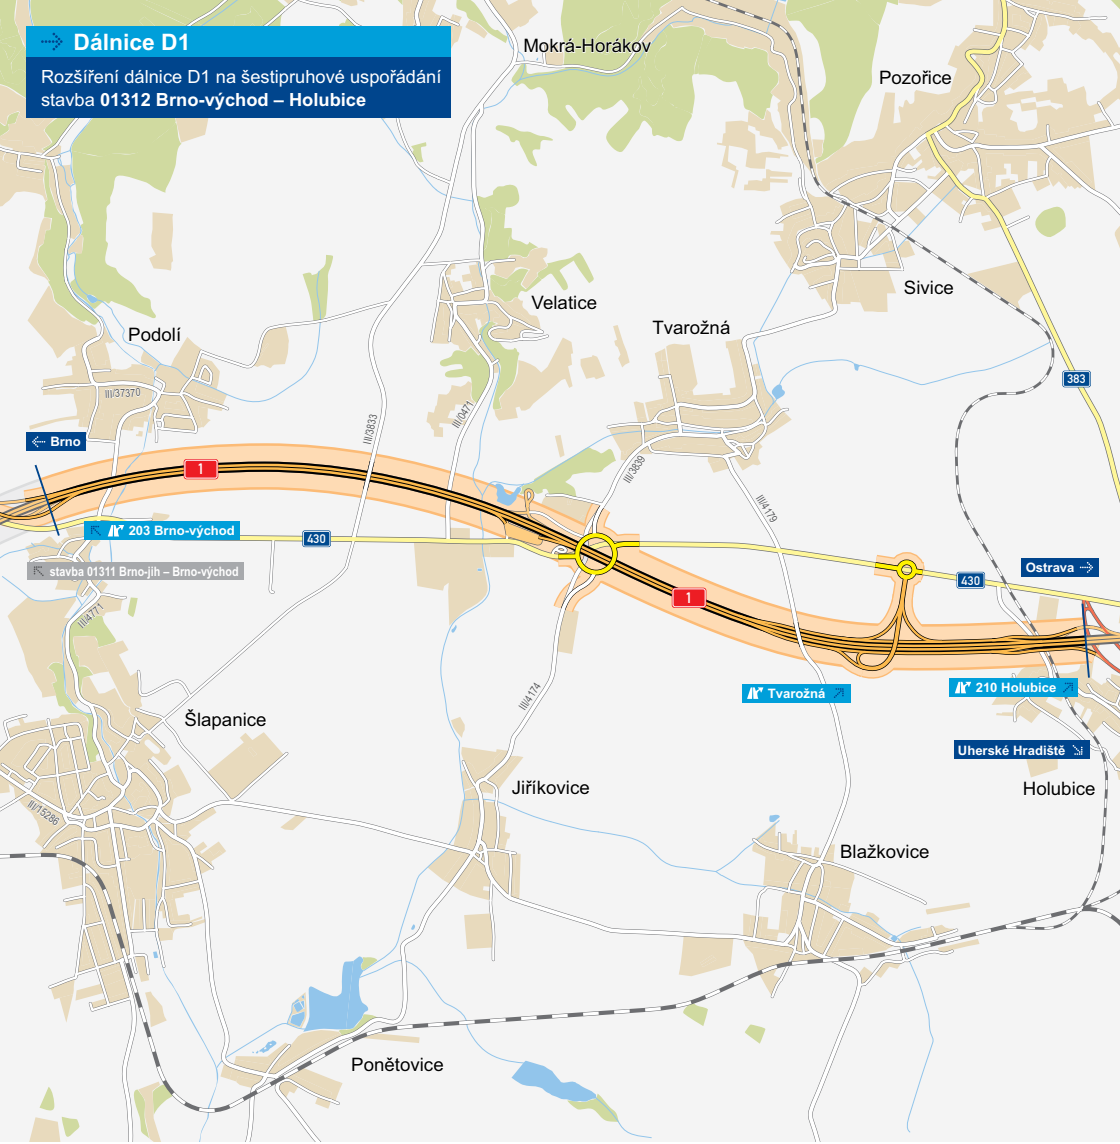 Dálnice D1
Rozšíření dálnice D1 na šestipruhové uspořádání
stavba 01312 Brno-východ – Holubice
Mokrá-Horákov
Pozořice
Sivice
Velatice
Tvarožná
Podolí
383
III/37370
III/3833
III/0471
Brno
1
III/3839
III/4179
203 Brno-východ
430
stavba 01311 Brno-jih – Brno-východ
Ostrava
430
1
III/4771
III/4174
Tvarožná
210 Holubice
Šlapanice
Uherské Hradiště
Jiříkovice
Holubice
III/15286
Blažkovice
Ponětovice